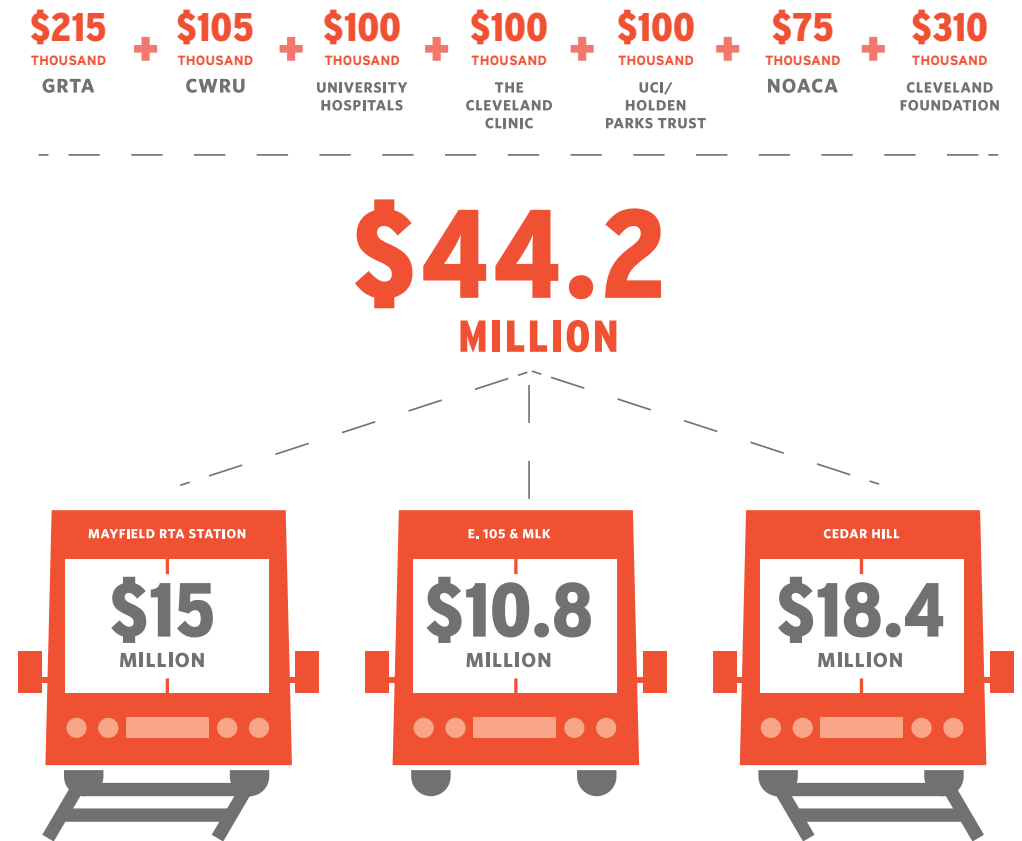 $215 + $105 + $100 + $100 + $100 + $75 + $310
THOUSAND THOUSAND THOUSAND THOUSAND THOUSAND THOUSAND THOUSAND
GRTA
CWRU
UNIVERSITY
HOSPITALS
THE
CLEVELAND
CLINIC
UCI/
HOLDEN
PARKS TRUST
NOACA
CLEVELAND
FOUNDATION
$44.2
MILLION
MAYFIELD RTA STATION
$15
MILLION
E. 105 & MLK
$10.8
MILLION
CEDAR HILL
$18.4
MILLION